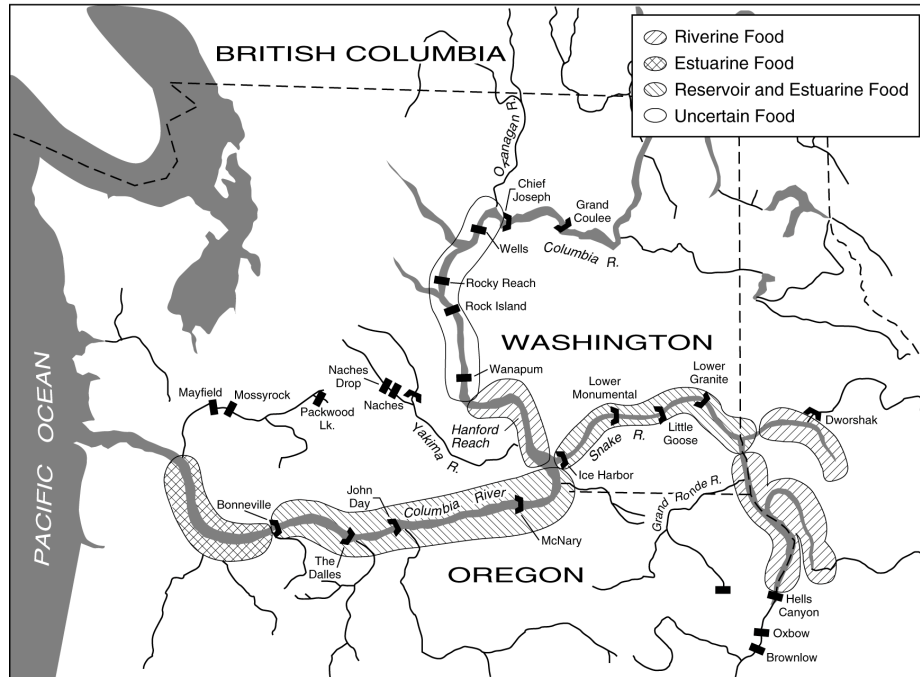 BRITISH COLUMBIA
Riverine Food
Estuarine Food
Reservoir and Estuarine Food
Uncertain Food
Okanagan R.
Chief
Joseph
Grand
Coulee
Wells
Columbia R.
Rocky Reach
Rock Island
WASHINGTON
Wanapum
Naches
Drop
Naches
Mayfield
Mossyrock
Packwood
Lk.
Yakima R.
Hanford
Reach
Lower
Monumental
Lower
Granite
Little
Goose
Dworshak
Snake R.
Ice Harbor
PACIFIC OCEAN
Bonneville
John
Day
Columbia River
The
Dalles
McNary
Grand Ronde R.
OREGON
Hells
Canyon
Oxbow
Brownlow